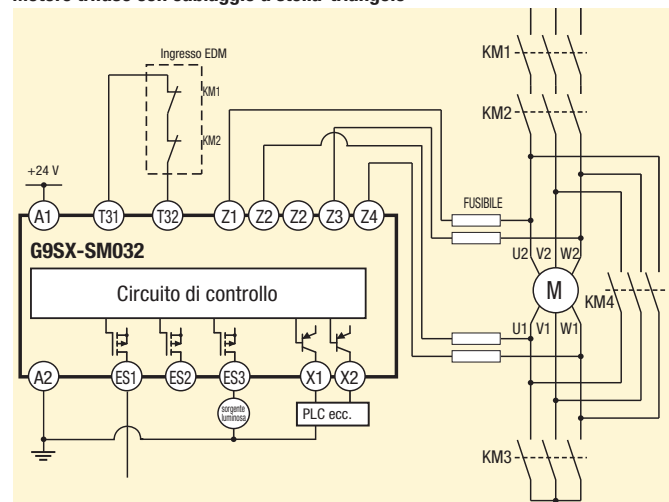 motore trifase con cablaggio a stella-triangolo
Ingresso EDM
KM1
KM2
KM1
KM2
+24 V
A1
T31
T32
Z1
Z2
Z2
Z3
Z4
FUSIBILE
G9SX-SM032
Circuito di controllo
U2 V2 W2
M
KM4
U1 V1 W1
A2
ES1
ES2
ES3
X1
X2
sorgente
luminosa
PLC ecc.
KM3